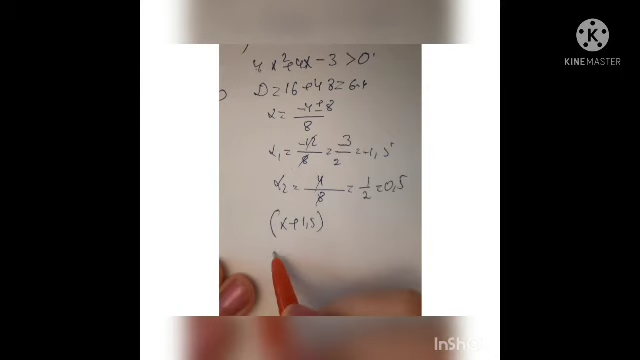 4x²+4x-3>0
D=16+48=64
x=-4±8/8
x₁=-12/8=-3/2=-1,5
x₂=4/8=1/2=0,5
(x+1,5)
K
KINEMASTER
InSh